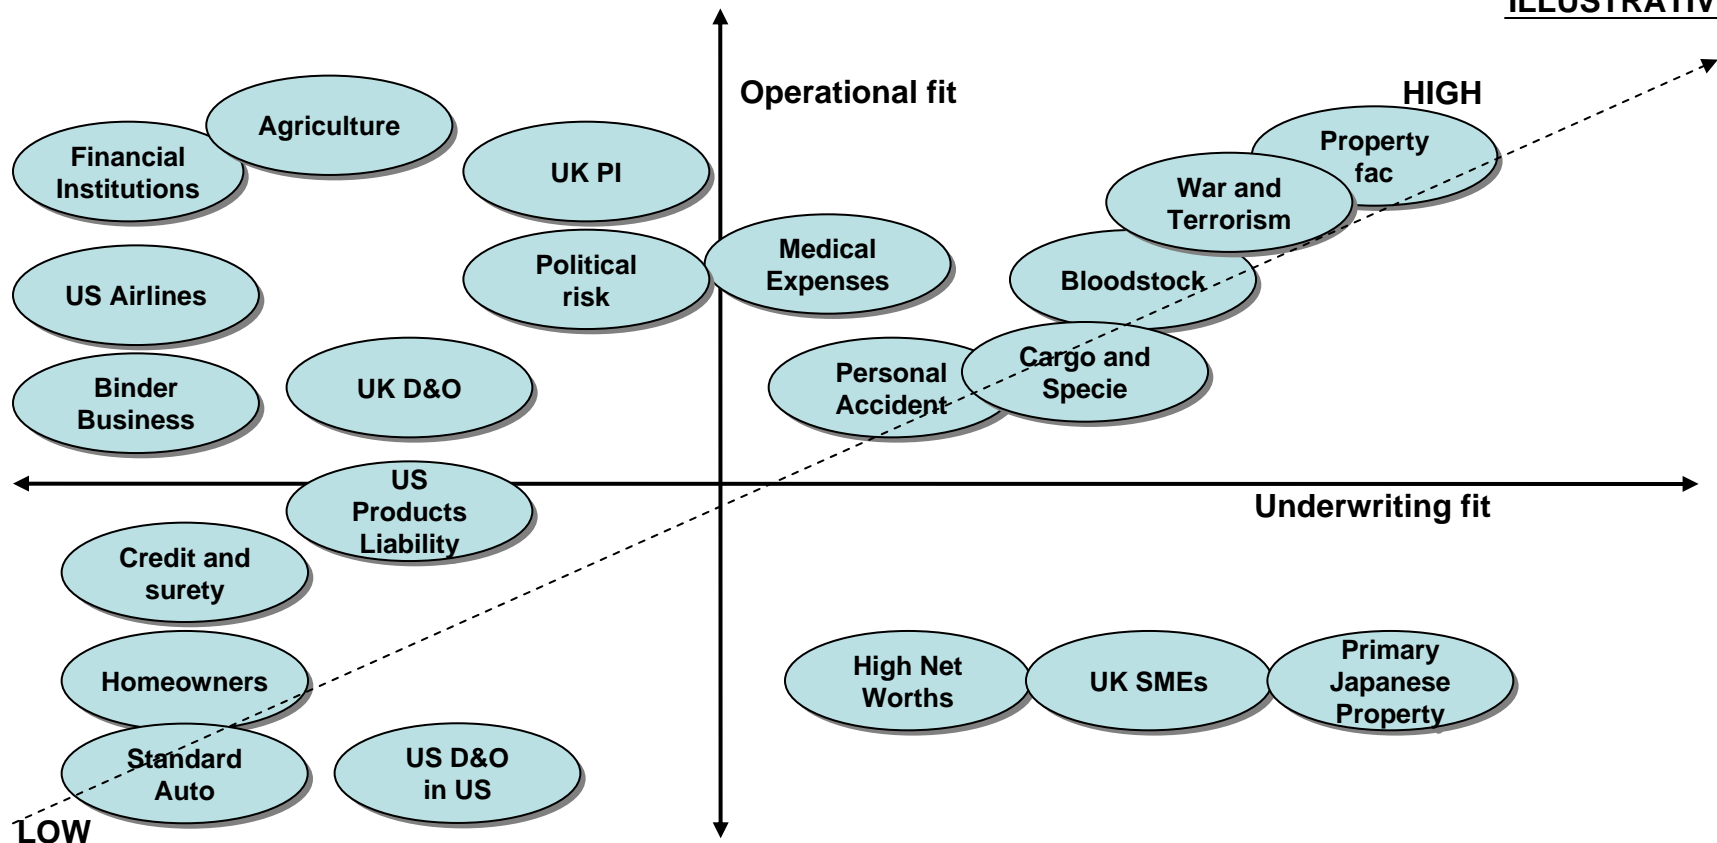 ILLUSTRATIV
Operational fit
HIGH
Agriculture
Financial
Institutions
UK PI
Property
fac
War and
Terrorism
Medical
Expenses
Political
risk
US Airlines
Bloodstock
Binder
Business
UK D&O
Personal
Accident
Cargo and
Specie
US
Products
Liability
Underwriting fit
Credit and
surety
Homeowners
High Net
Worths
UK SMEs
Primary
Japanese
Property
Standard
Auto
US D&O
in US
LOW